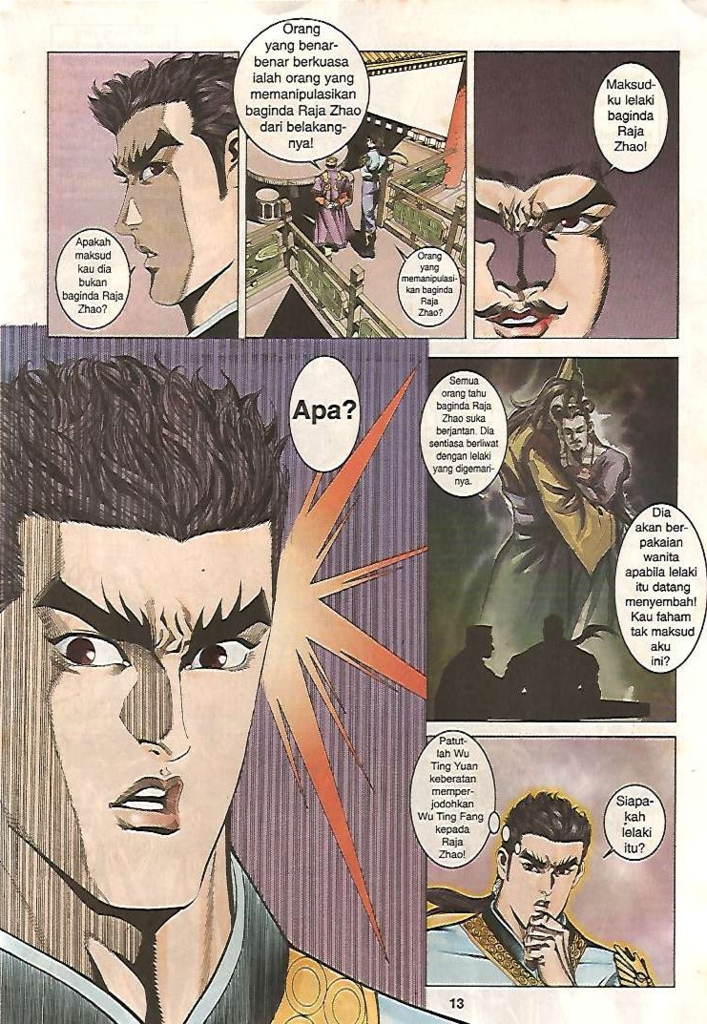 Apakah
maksud
kau dia
bukan
baginda Raja
Zhao?
Orang
yang benar-
benar berkuasa
ialah orang yang
memanipulasikan
baginda Raja Zhao
dari belakang-
nya!
Orang
yang
memanipulasi-
kan baginda
Raja
Zhao?
Maksud-
ku lelaki
baginda
Raja
Zhao!
Apa?
Semua
orang tahu
baginda Raja
Zhao suka
berjantan. Dia
sentiasa berliwat
dengan lelaki
yang digemari-
nya.
Dia
akan ber-
pakaian
wanita
apabila lelaki
itu datang
menyembah!
Kau faham
tak maksud
aku
ini?
Patut-
lah Wu
Ting Yuan
keberatan
memper-
jodohkan
Wu Ting Fang
kepada
Raja
Zhao!
Siapa-
kah
lelaki
itu?
13